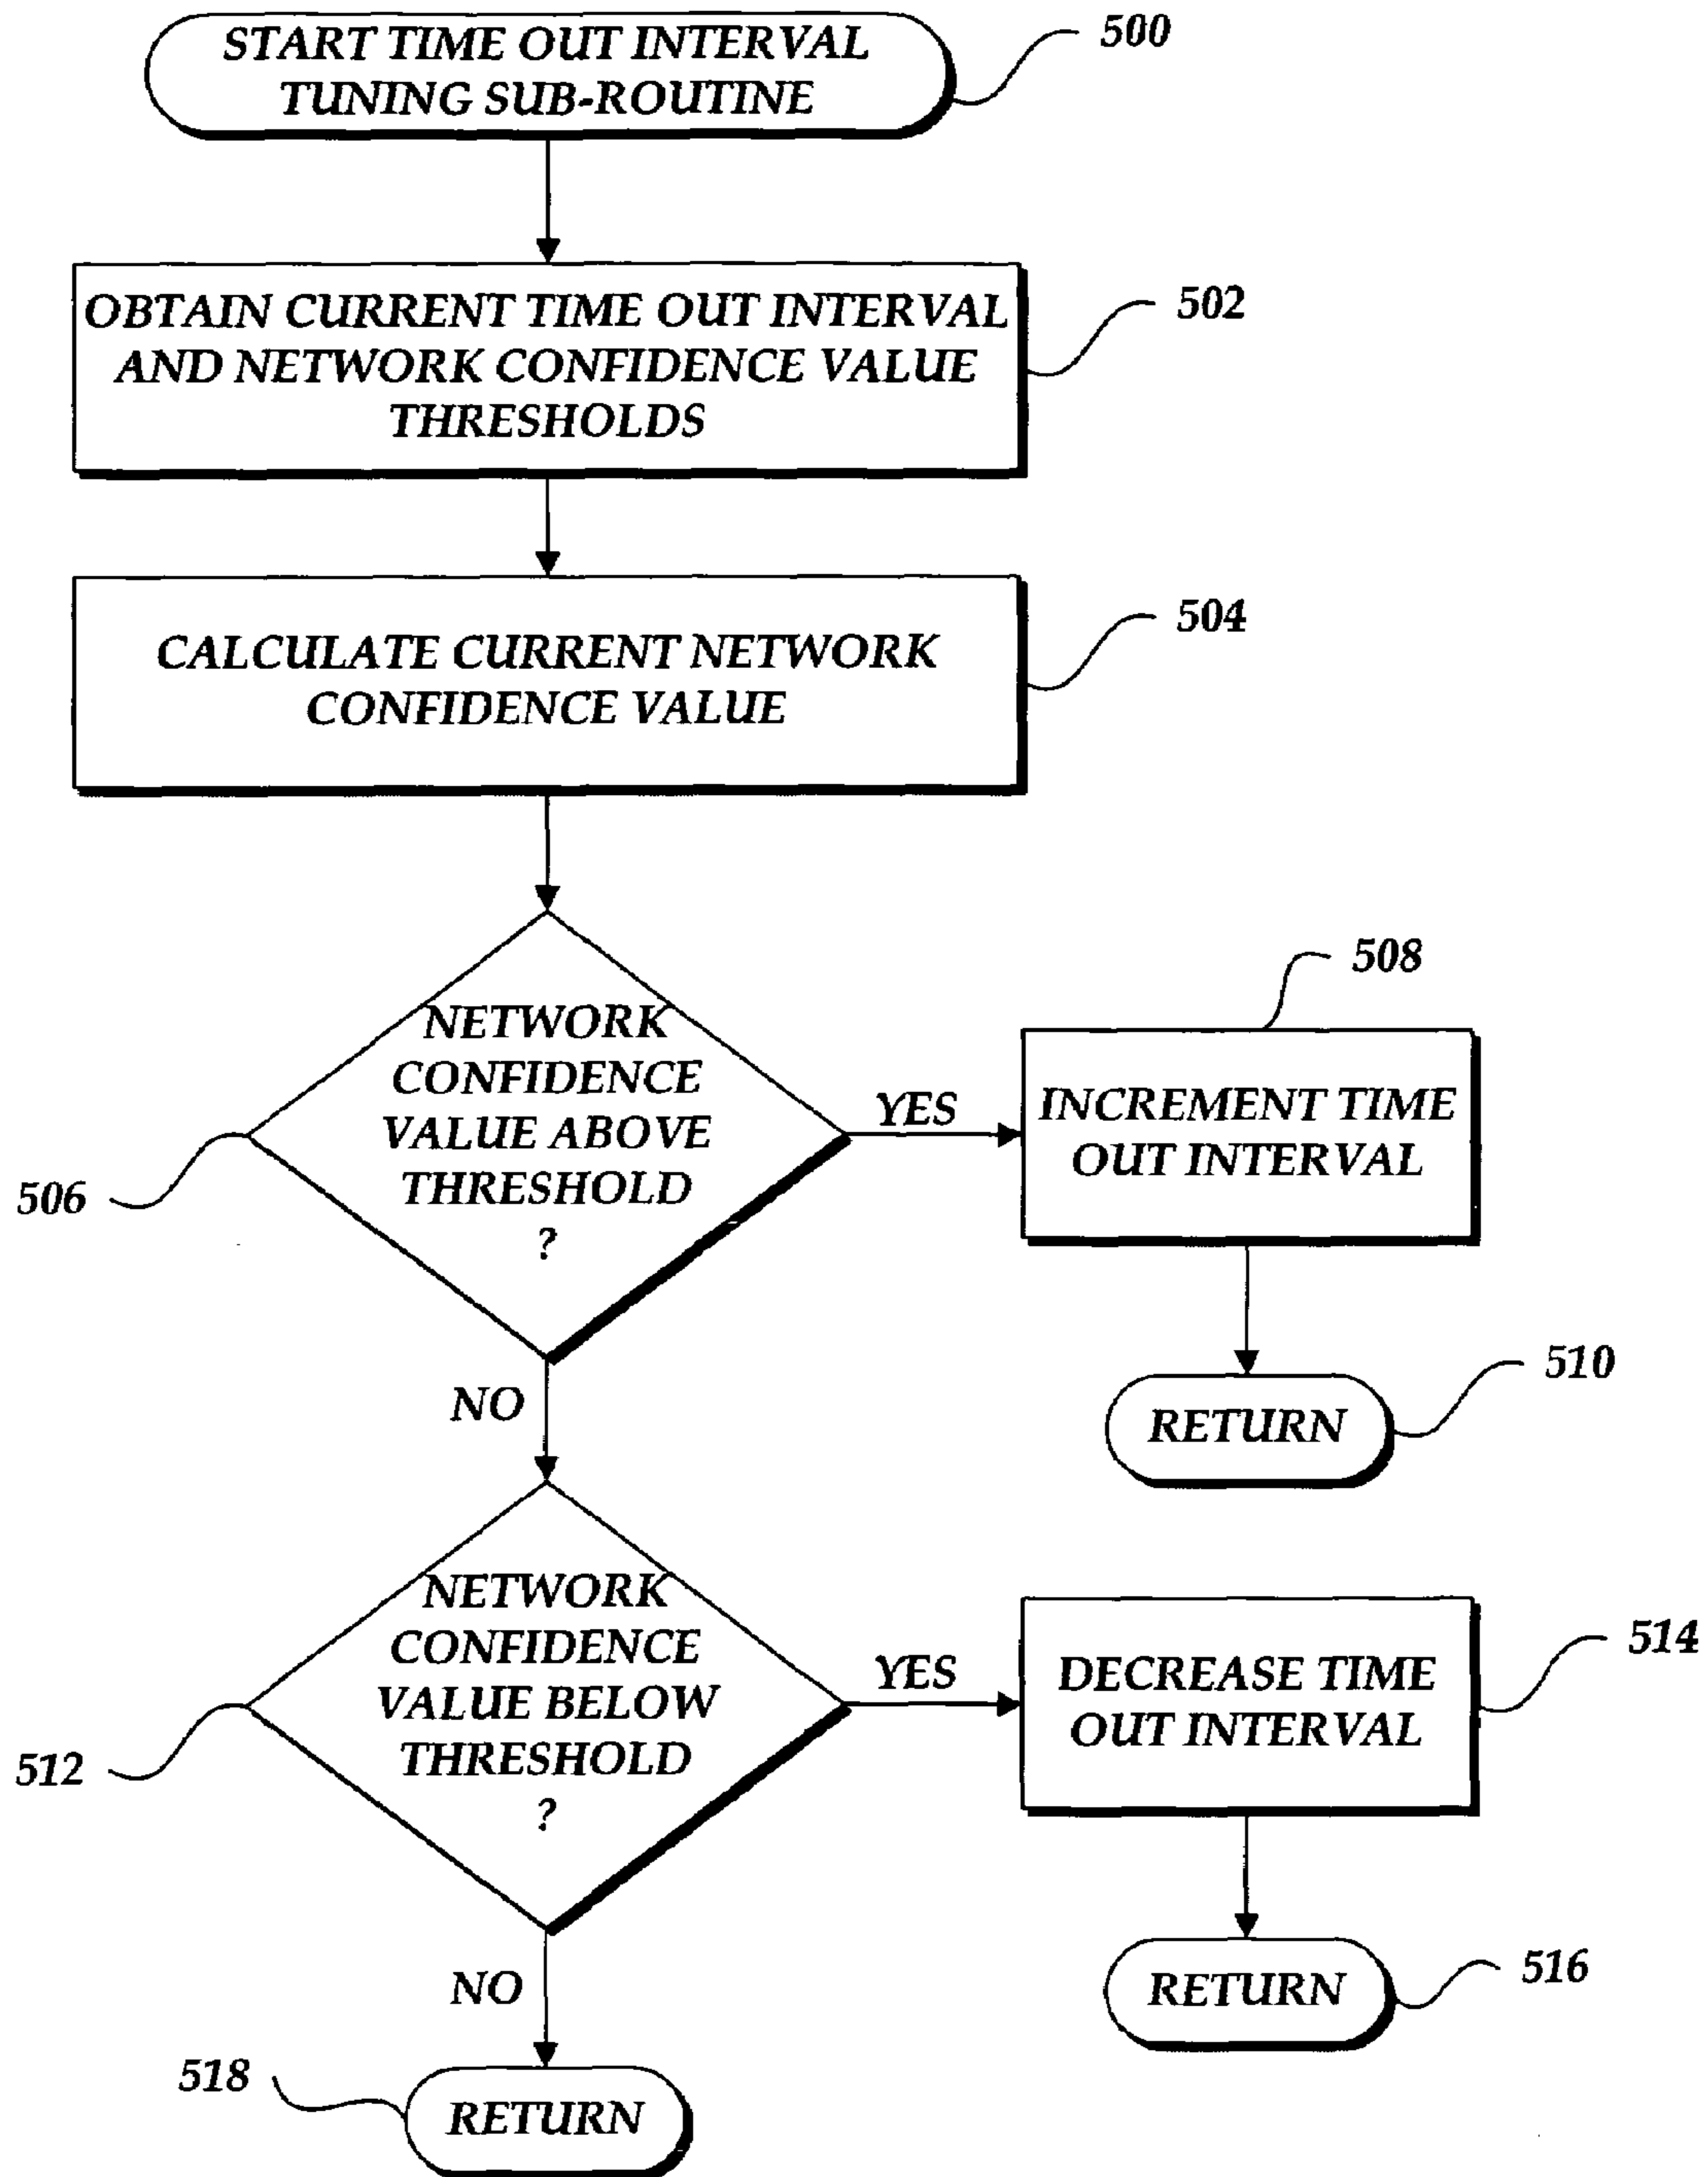 START TIME OUT INTERVAL
TUNING SUB-ROUTINE
500
OBTAIN CURRENT TIME OUT INTERVAL
AND NETWORK CONFIDENCE VALUE
THRESHOLDS
502
CALCULATE CURRENT NETWORK
CONFIDENCE VALUE
504
NETWORK
CONFIDENCE
VALUE ABOVE
THRESHOLD
?
506
YES
INCREMENT TIME
OUT INTERVAL
508
RETURN
510
NO
NETWORK
CONFIDENCE
VALUE BELOW
THRESHOLD
?
512
YES
DECREASE TIME
OUT INTERVAL
514
RETURN
516
NO
RETURN
518